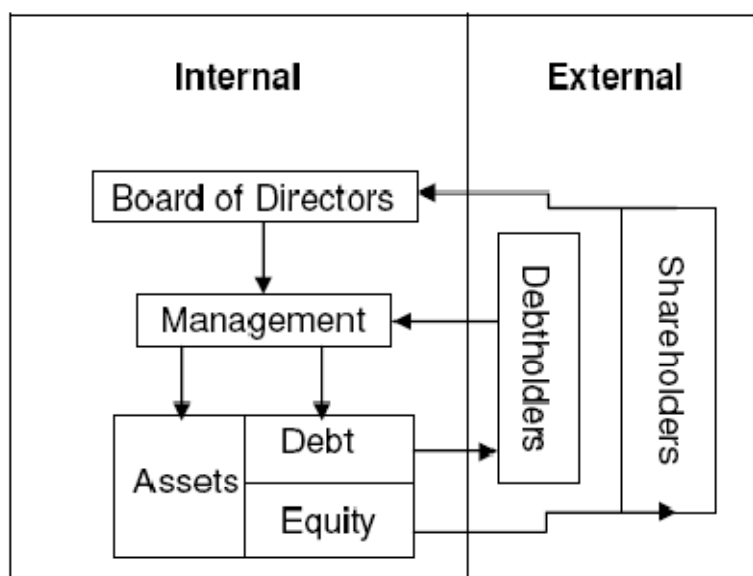 Internal
External
Board of Directors
Management
Assets
Debt
Equity
Debtholders
Shareholders